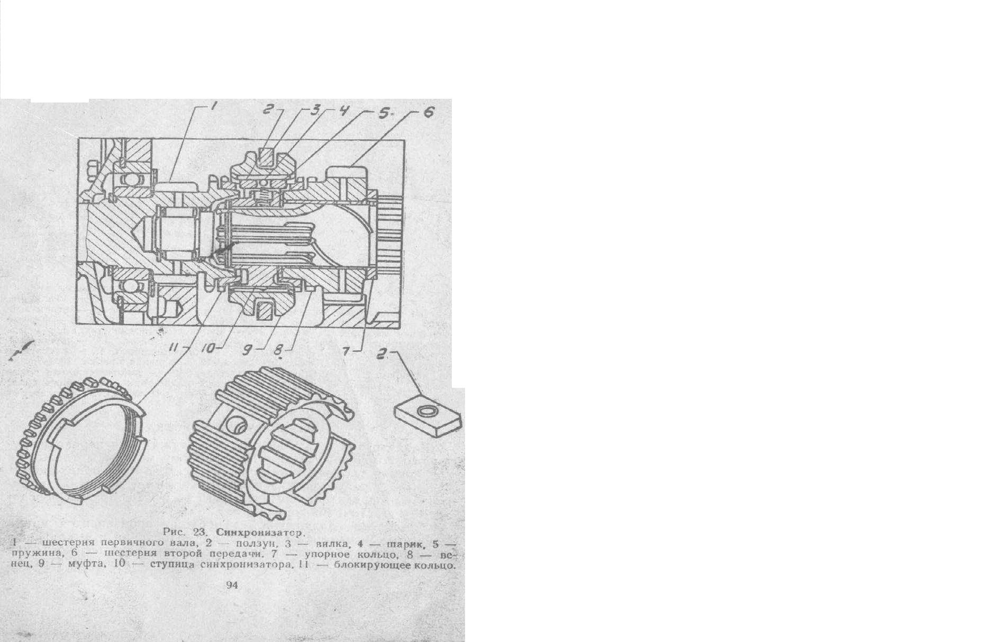 1 2 3 4 5 6
11 10 9 8 7 2
Рис. 23. Синхронизатор.
1 — шестерня первичного вала, 2 — ползун, 3 — вилка, 4 — шарик, 5 —
пружина, 6 — шестерня второй передачи. 7 — упорное кольцо, 8 — ве-
нец, 9 — муфта, 10 — ступица синхронизатора, 11 — блокирующее кольцо.
94